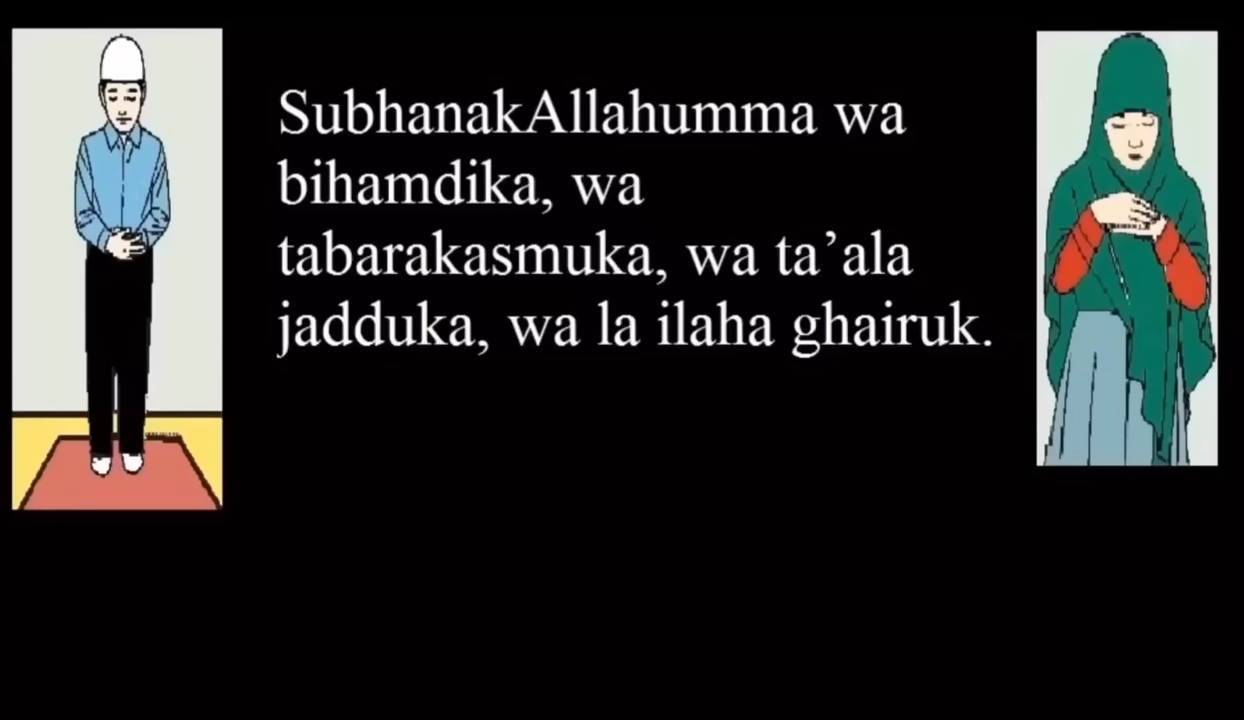 SubhanakAllahumma wa
bihamdika, wa
tabarakasmuka, wa ta’ala
jadduka, wa la ilaha ghairuk.